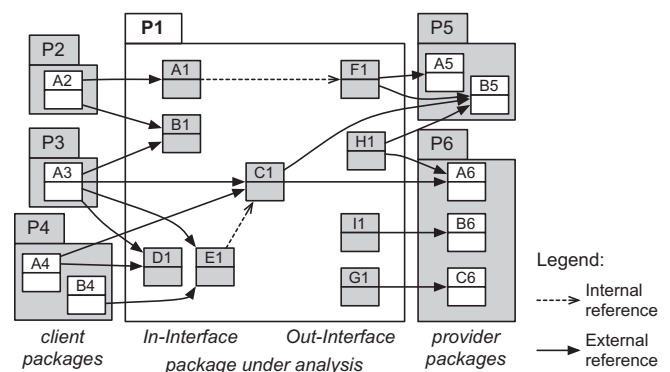 P2
P1
P5
A2
A1
F1
A5
B5
B1
P3
H1
P6
A3
C1
A6
P4
A4
B4
D1
E1
I1
B6
G1
C6
Legend:
Internal
reference
External
reference
client
packages
In-Interface
Out-Interface
package under analysis
provider
packages